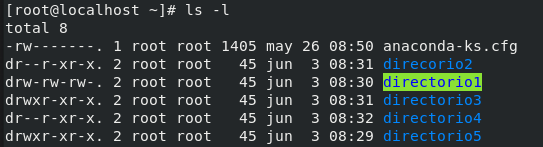 [root@localhost ~]# ls -l
total 8
-rw-------. 1 root root 1405 may 26 08:50 anaconda-ks.cfg
dr--r-xr-x. 2 root root   45 jun  3 08:31 direcorio2
drw-rw-rw-. 2 root root   45 jun  3 08:30 directorio1
drwxr-xr-x. 2 root root   45 jun  3 08:31 directorio3
dr--r-xr-x. 2 root root   45 jun  3 08:32 directorio4
drwxr-xr-x. 2 root root   45 jun  3 08:29 directorio5